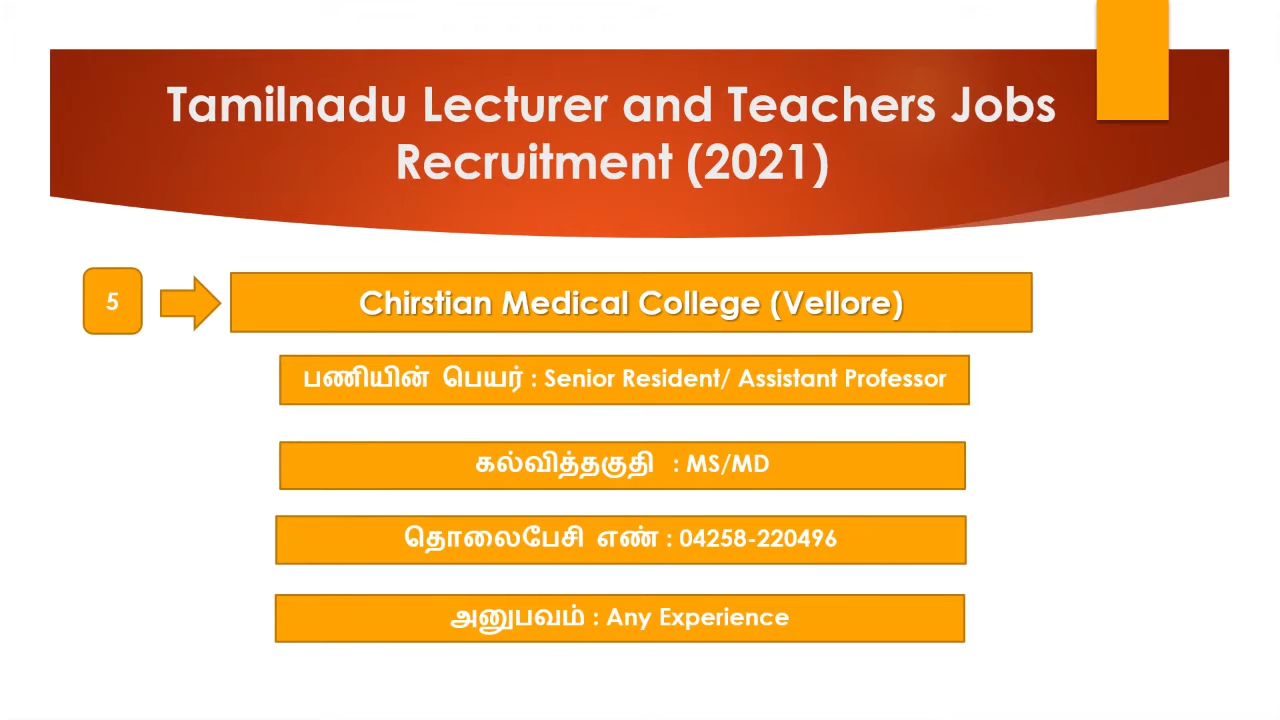 Tamilnadu Lecturer and Teachers Jobs
Recruitment (2021)
5
Chirstian Medical College (Vellore)
பணியின் பெயர் : Senior Resident/ Assistant Professor
கல்வித்தகுதி : MS/MD
தொலைபேசி எண் : 04258-220496
அனுபவம் : Any Experience